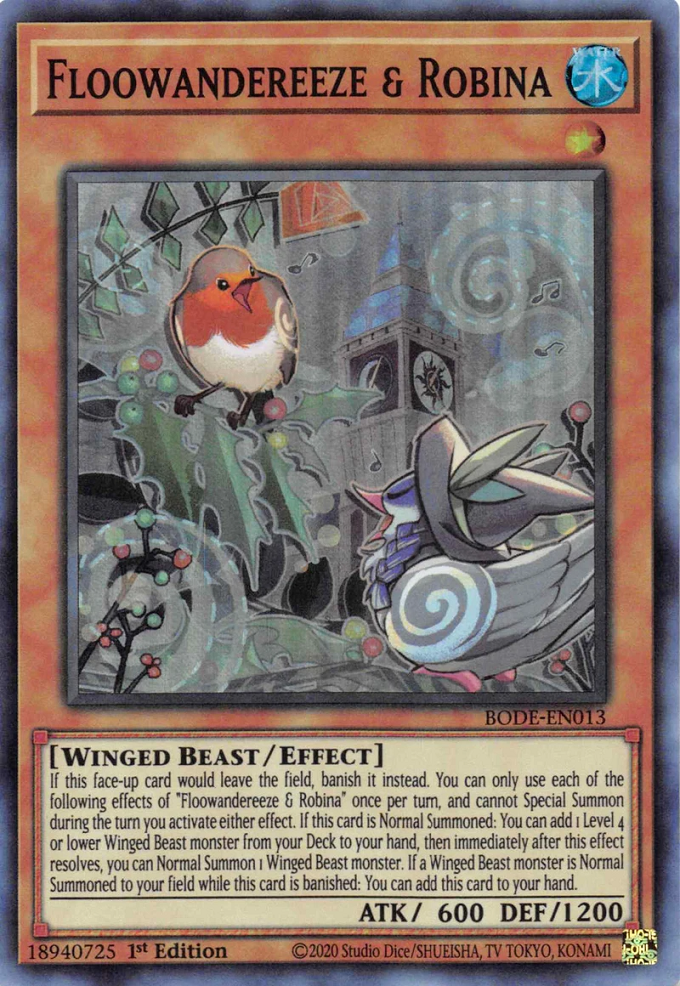 FLOOWANDEREEZE & ROBINA
WATER
水
BODE-EN013
[WINGED BEAST/EFFECT]
If this face-up card would leave the field, banish it instead. You can only use each of the
following effects of "Floowandereeze & Robina" once per turn, and cannot Special Summon
during the turn you activate either effect. If this card is Normal Summoned: You can add 1 Level 4
or lower Winged Beast monster from your Deck to your hand, then immediately after this effect
resolves, you can Normal Summon 1 Winged Beast monster. If a Winged Beast monster is Normal
Summoned to your field while this card is banished: You can add this card to your hand.
ATK/ 600 DEF/1200
18940725 1st Edition ©2020 Studio Dice/SHUEISHA, TV TOKYO, KONAMI